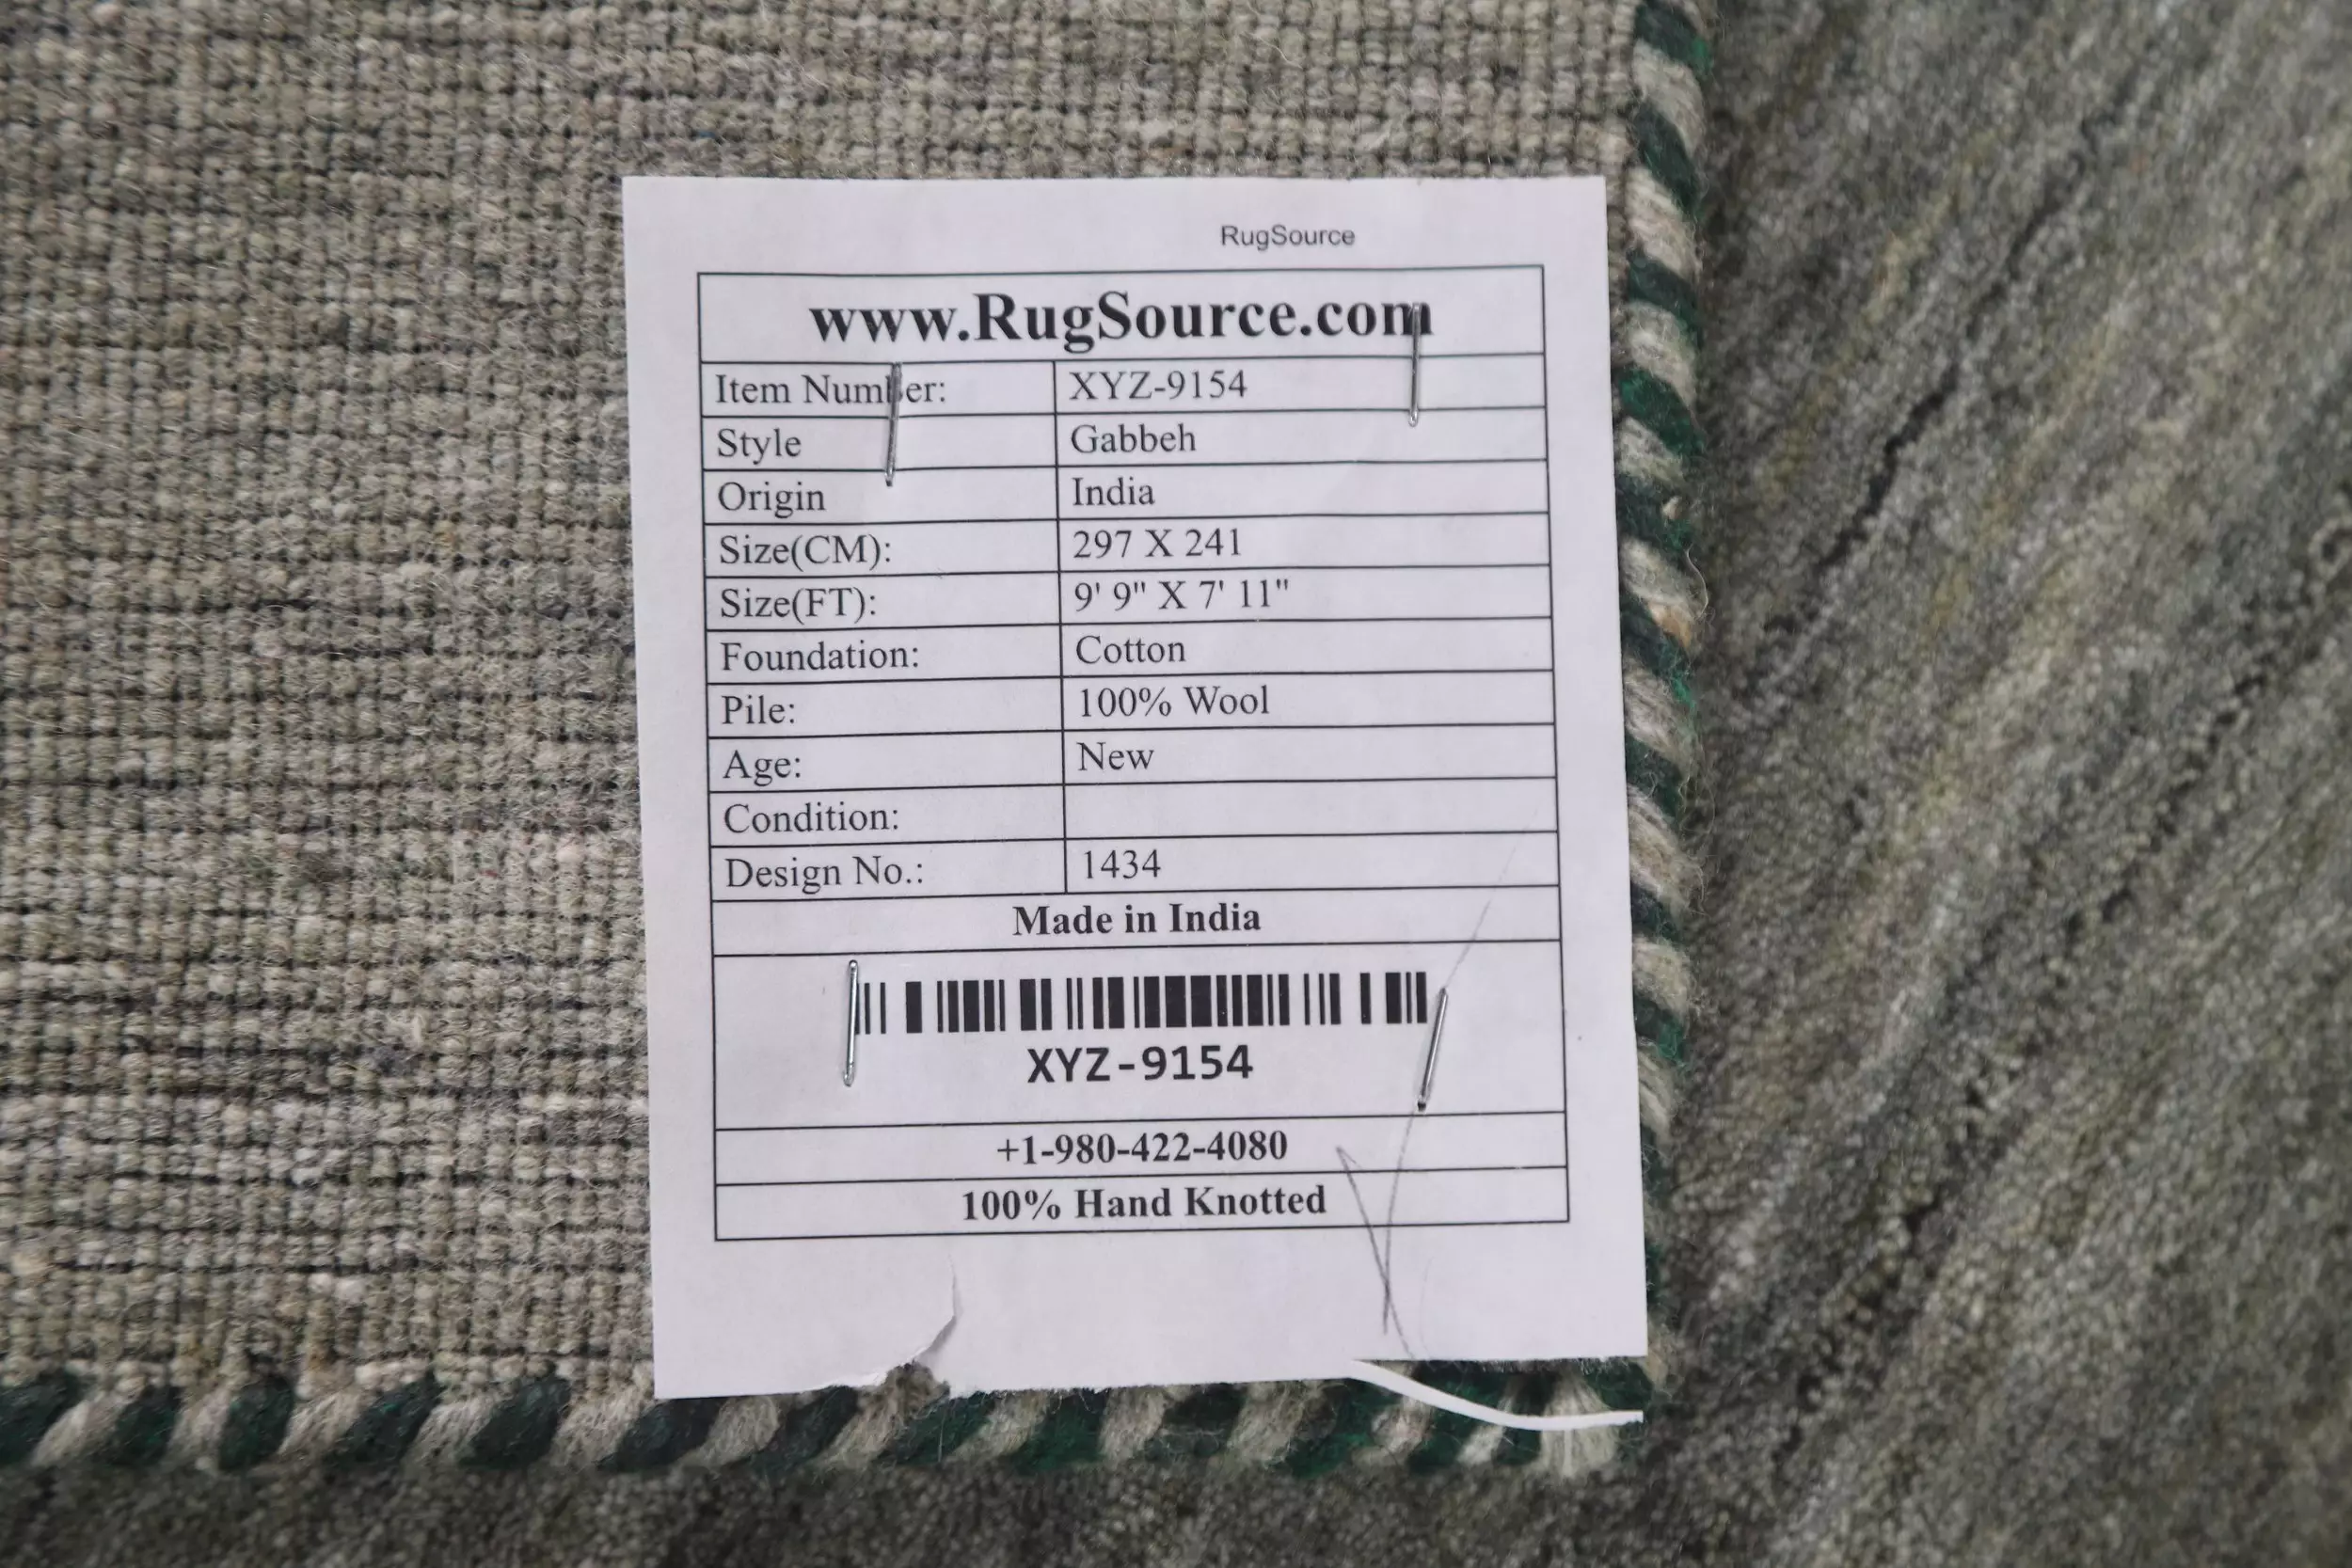 RugSource
www.RugSource.com
Item Number: XYZ-9154
Style Gabbeh
Origin India
Size(CM): 297 X 241
Size(FT): 9' 9" X 7' 11"
Foundation: Cotton
Pile: 100% Wool
Age: New
Condition:
Design No.: 1434
Made in India
XYZ-9154
+1-980-422-4080
100% Hand Knotted